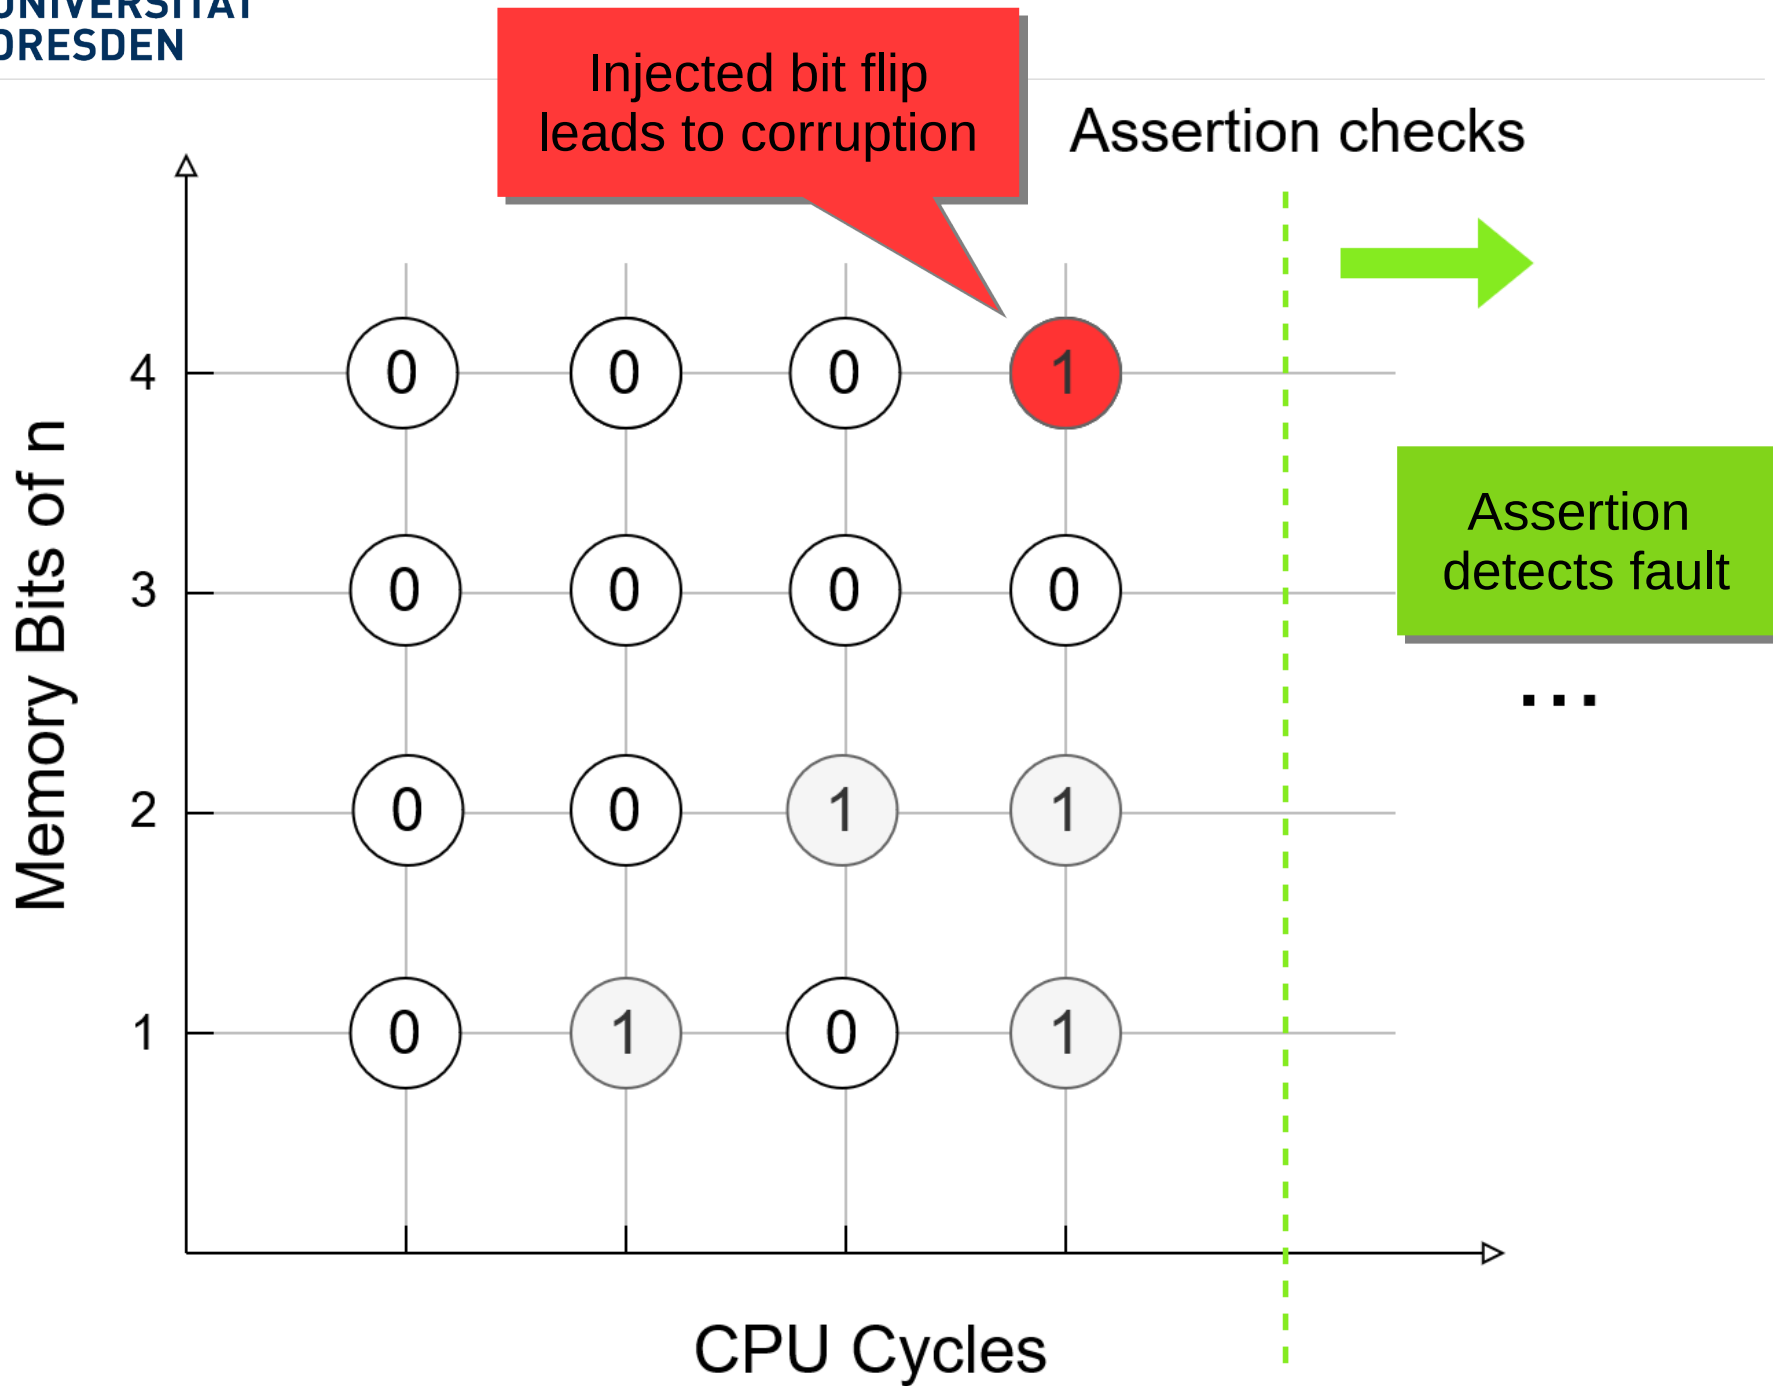 UNIVERSITÄT
DRESDEN
Injected bit flip
leads to corruption
Assertion checks
4 0 0 0 1
3 0 0 0 0
Assertion
detects fault
...
2 0 0 1 1
1 0 1 0 1
Memory Bits of n
CPU Cycles